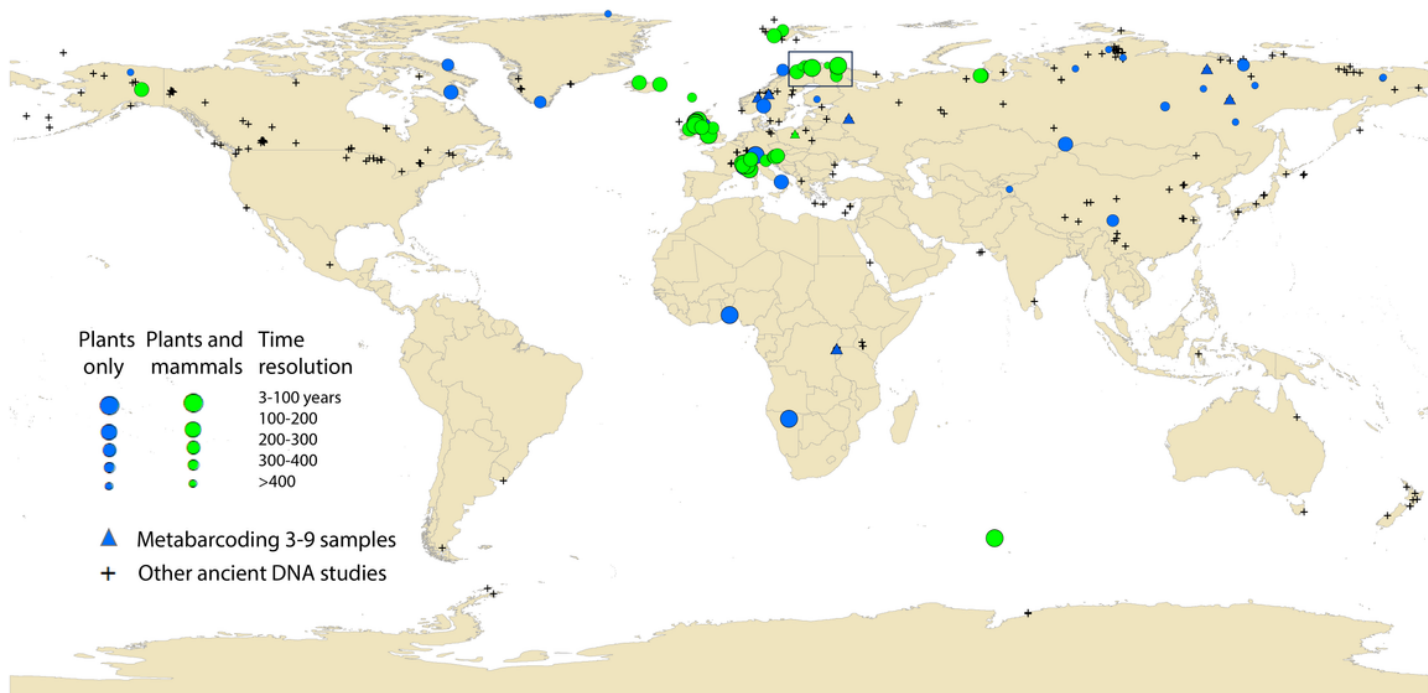 Plants only
Plants and mammals
Time resolution
3-100 years
100-200
200-300
300-400
>400
Metabarcoding 3-9 samples
Other ancient DNA studies